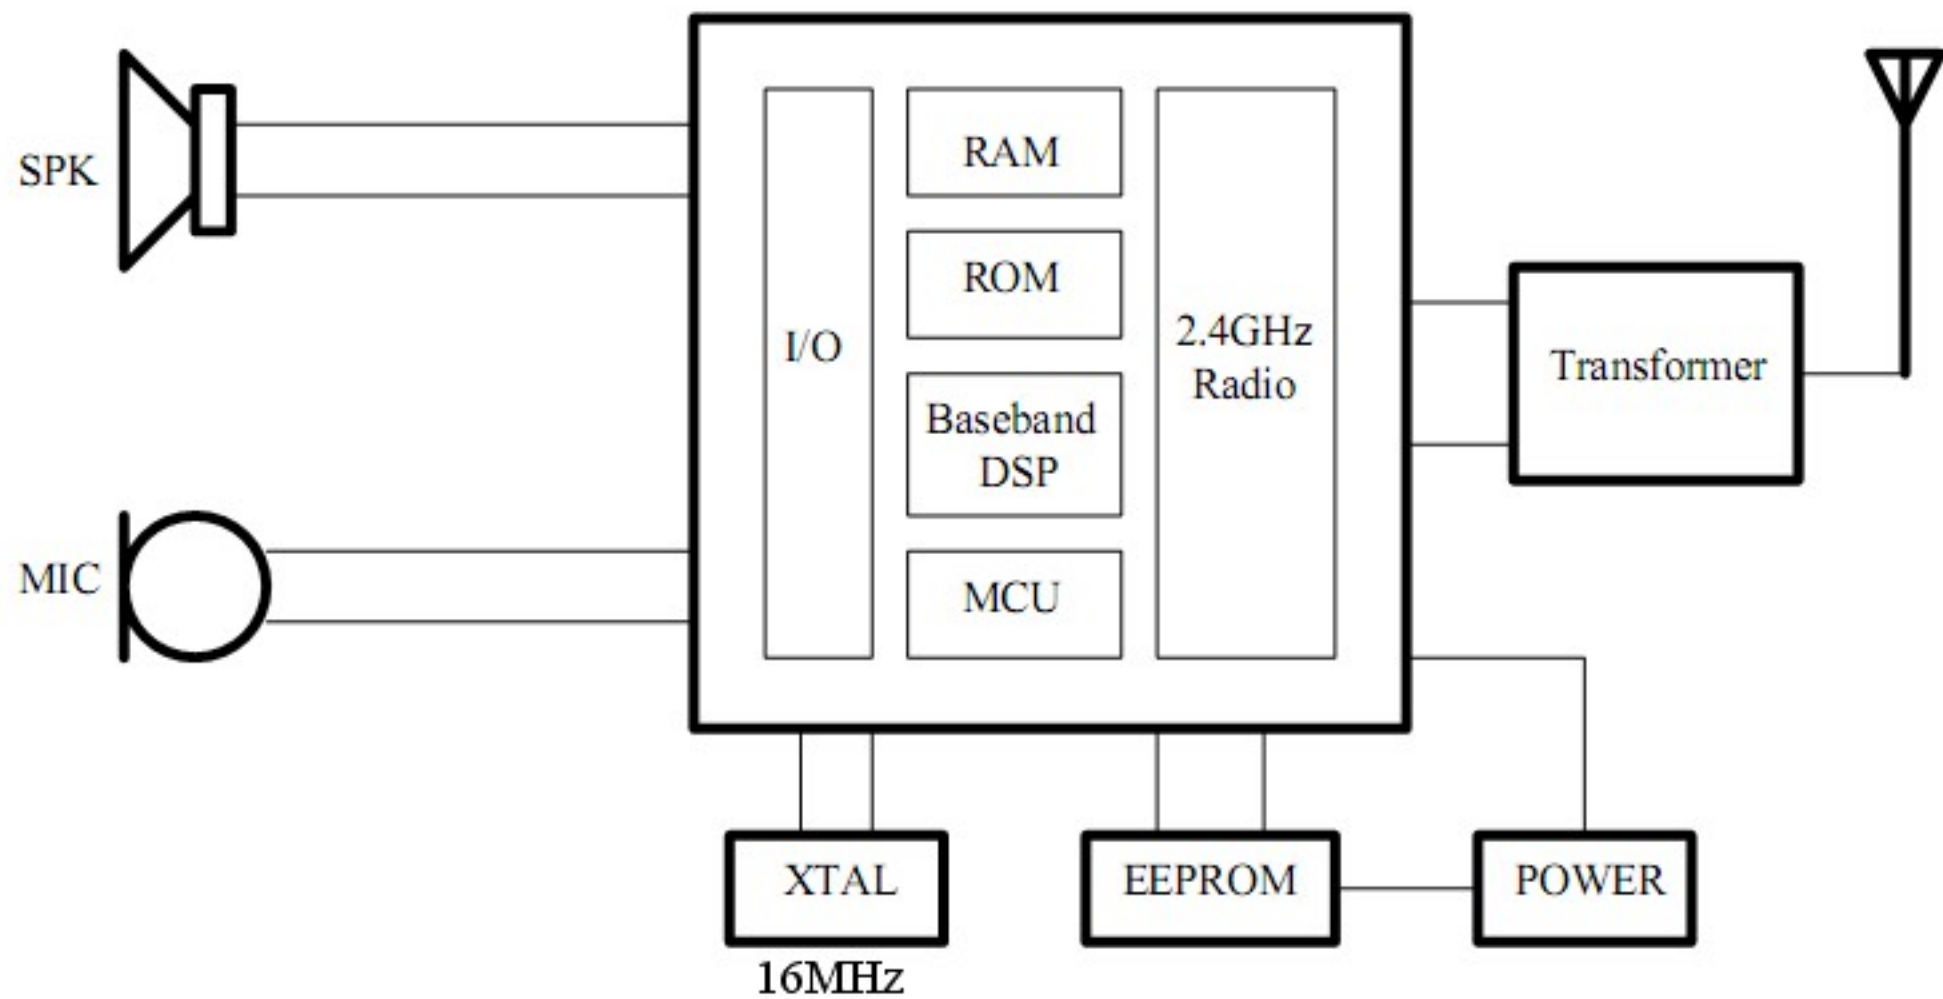 SPK
MIC
I/O
RAM
ROM
Baseband
DSP
MCU
2.4GHz
Radio
Transformer
XTAL
16MHz
EEPROM
POWER